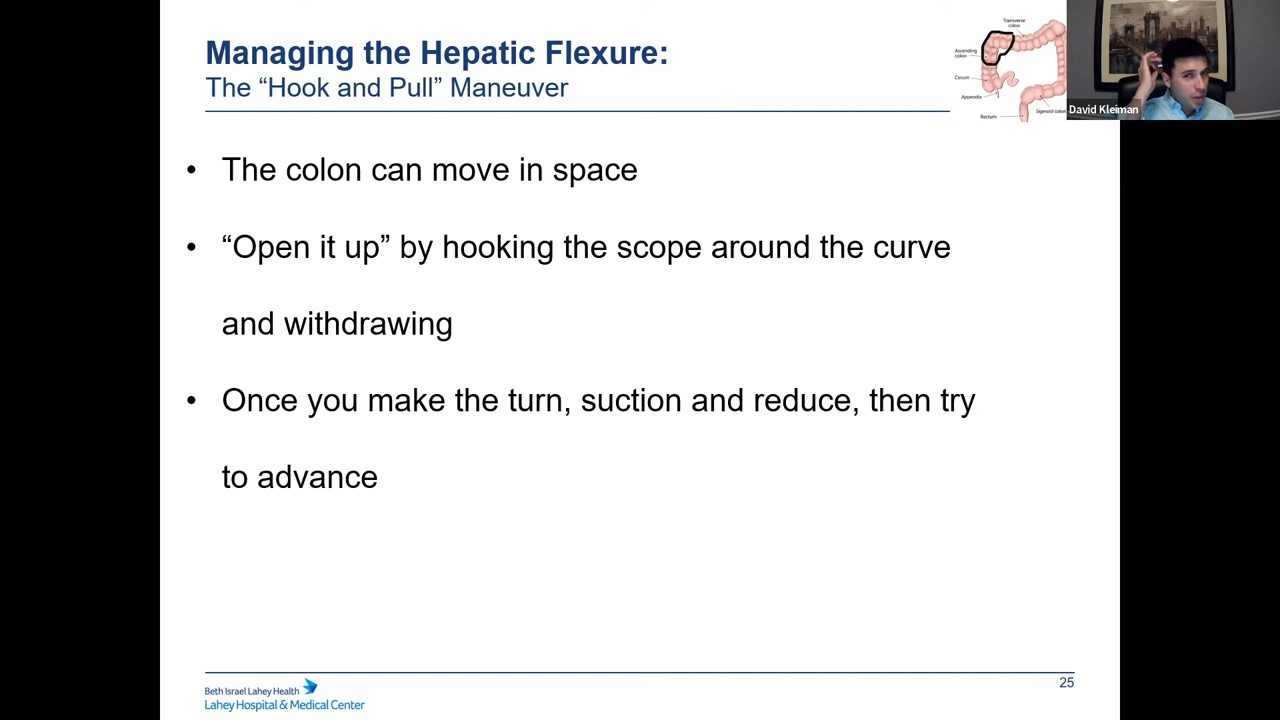 Managing the Hepatic Flexure:
The “Hook and Pull” Maneuver
Transverse
colon
Ascending
colon
Cecum
Appendix
Rectum
Sigmoid colon
David Kleiman
• The colon can move in space
• “Open it up” by hooking the scope around the curve
and withdrawing
• Once you make the turn, suction and reduce, then try
to advance
Beth Israel Lahey Health
Lahey Hospital & Medical Center
25